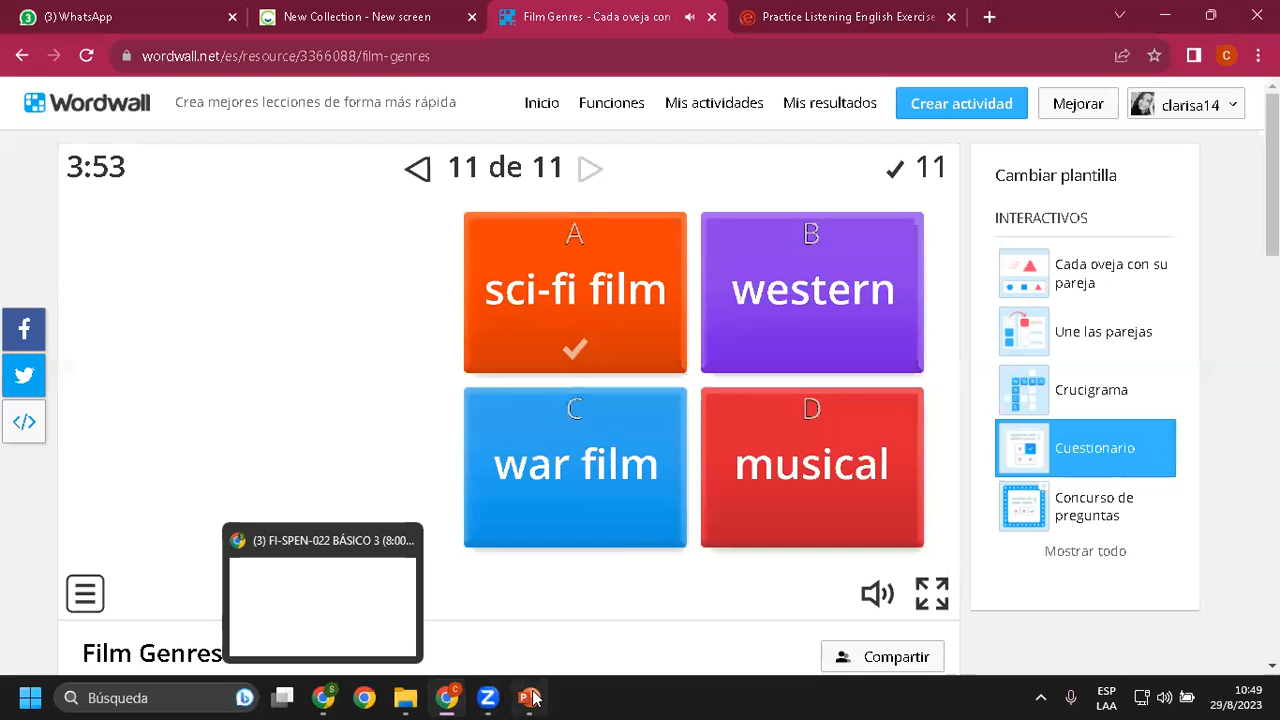 (3) WhatsApp
New Collection - New screen
Film Genres - Cada oveja con
Practice Listening English Exercise
wordwall.net/es/resource/3366088/film-genres
C
Wordwall
Crea mejores lecciones de forma más rápida
Inicio
Funciones
Mis actividades
Mis resultados
Crear actividad
Mejorar
clarisa14
3:53
11 de 11
11
A
sci-fi film
B
western
C
war film
D
musical
Cambiar plantilla
INTERACTIVOS
Cada oveja con su
pareja
Une las parejas
Crucigrama
Cuestionario
Concurso de
preguntas
Mostrar todo
(3) FI-SPEN-022 BÁSICO 3 (8:00...
Film Genres
Compartir
Búsqueda
ESP
LAA
10:49
29/8/2023